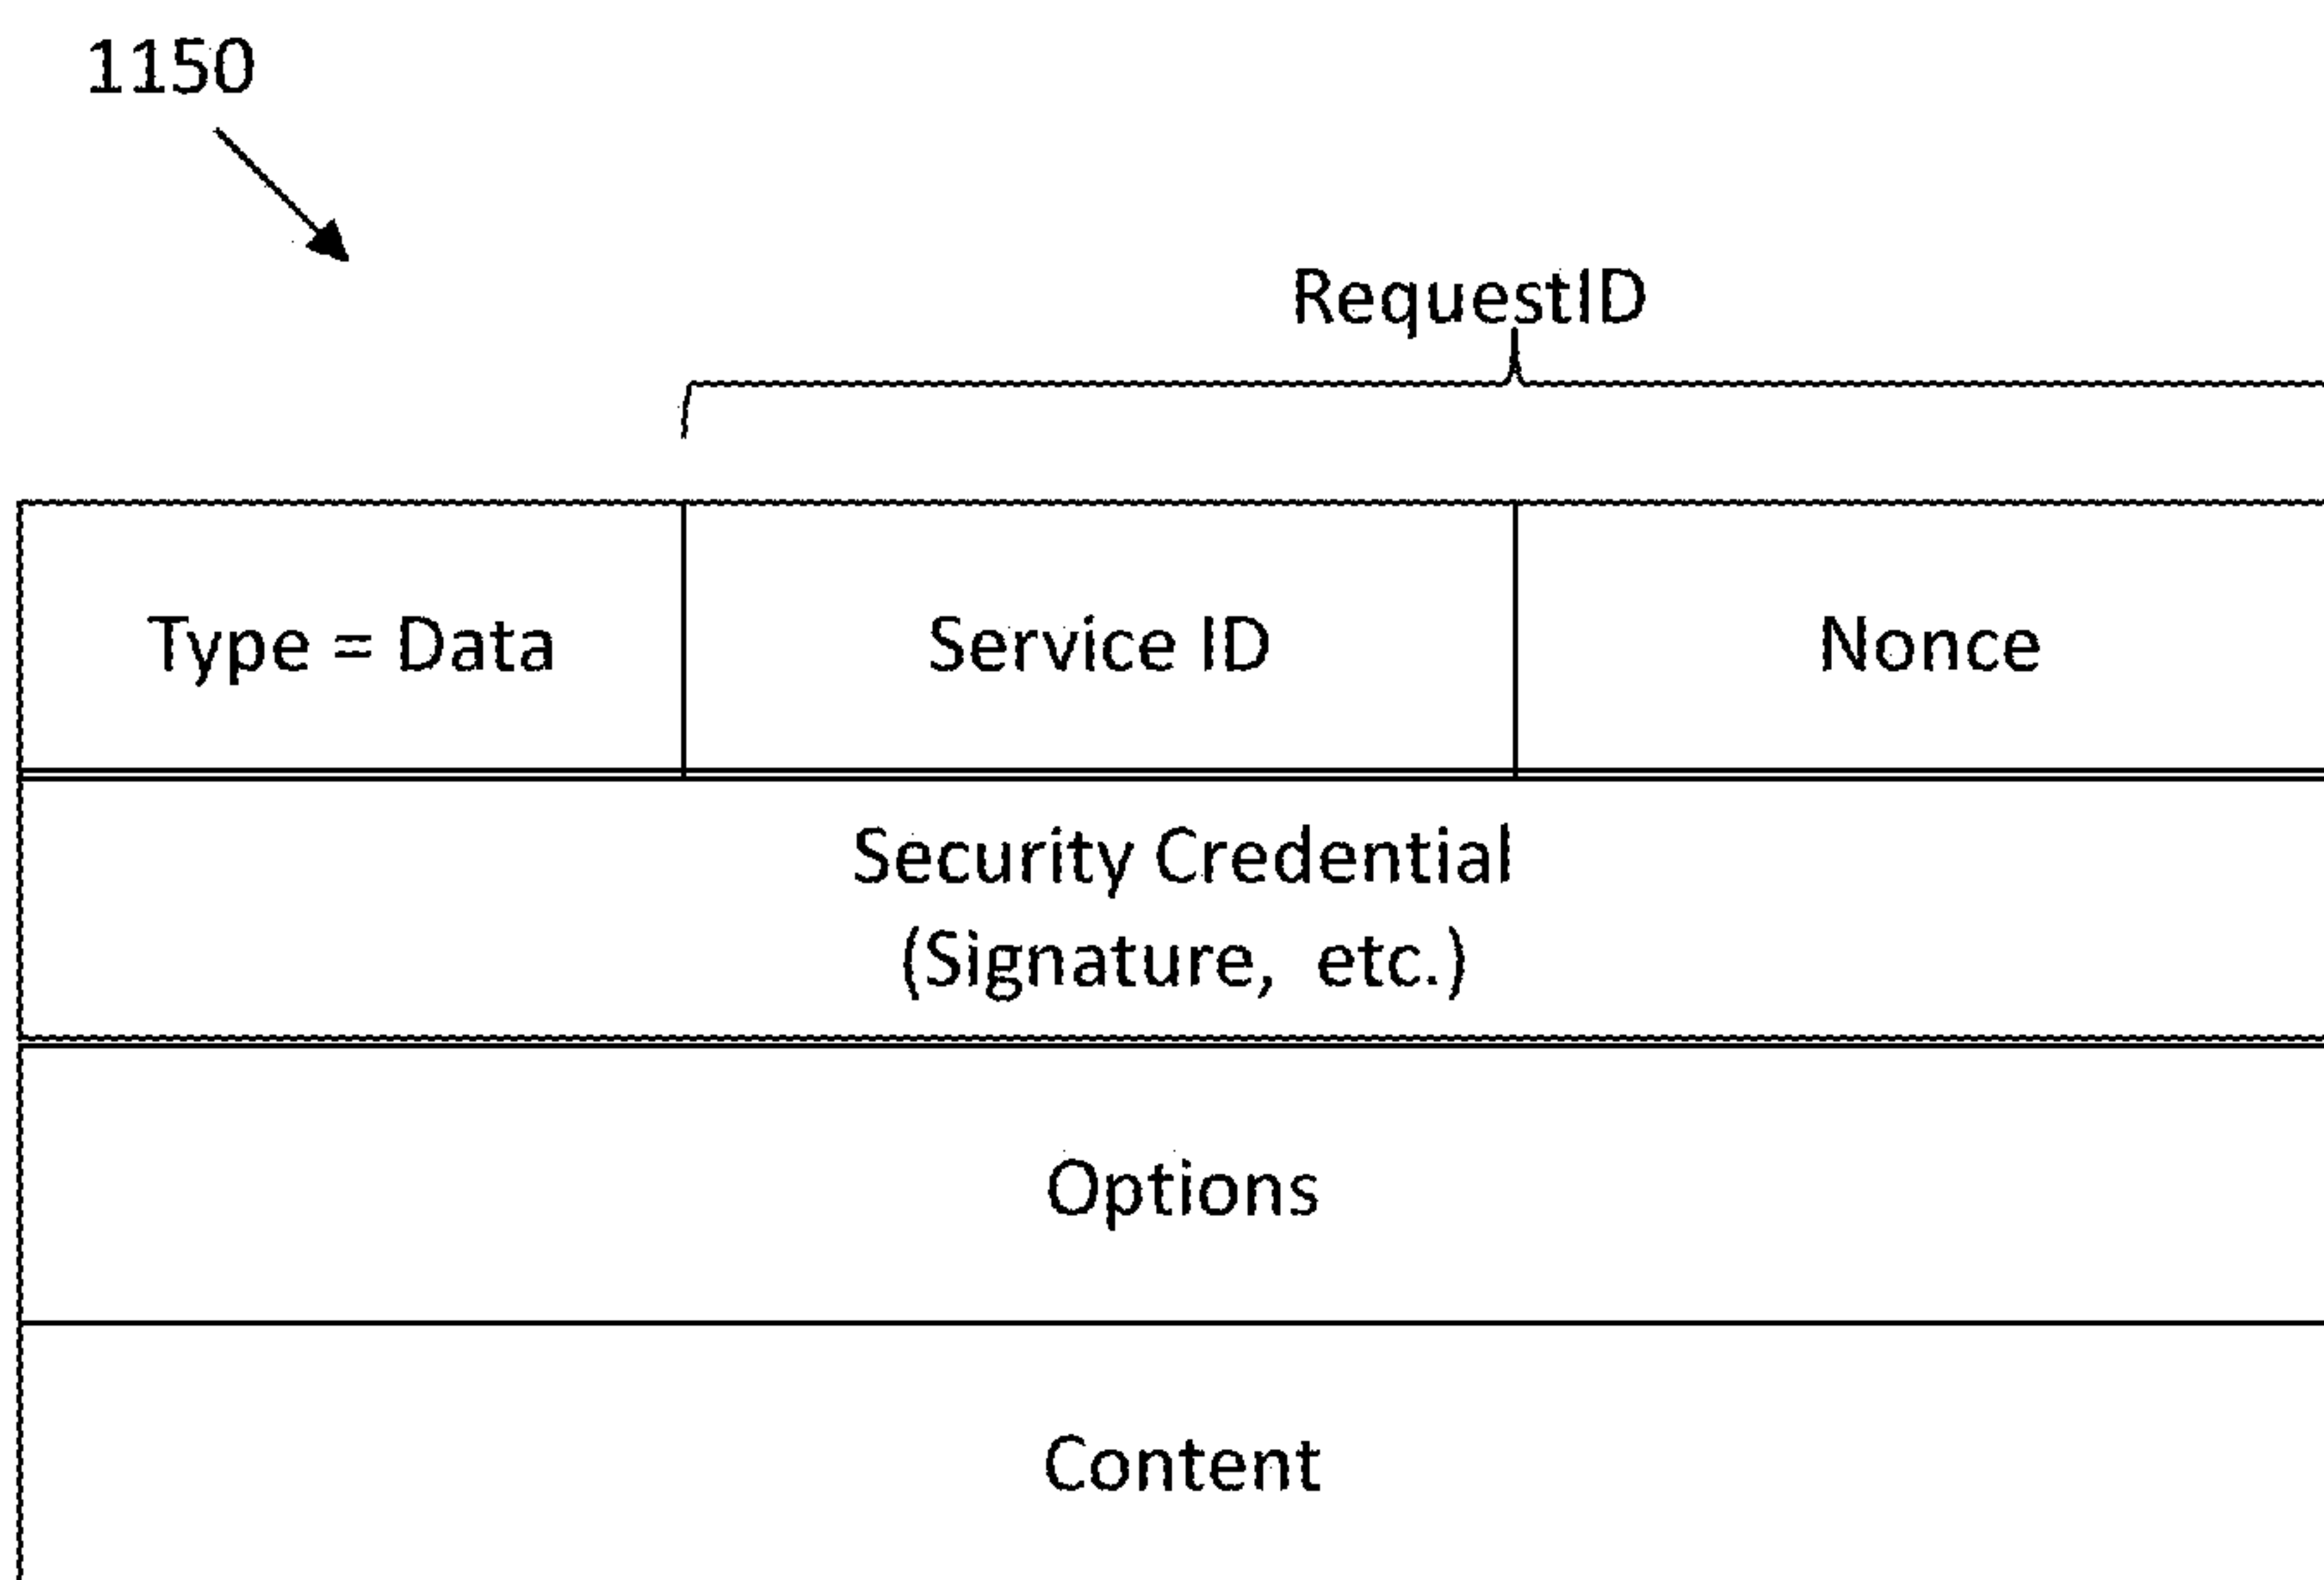 1150
RequestID
Type = Data
Service ID
Nonce
Security Credential
(Signature, etc.)
Options
Content